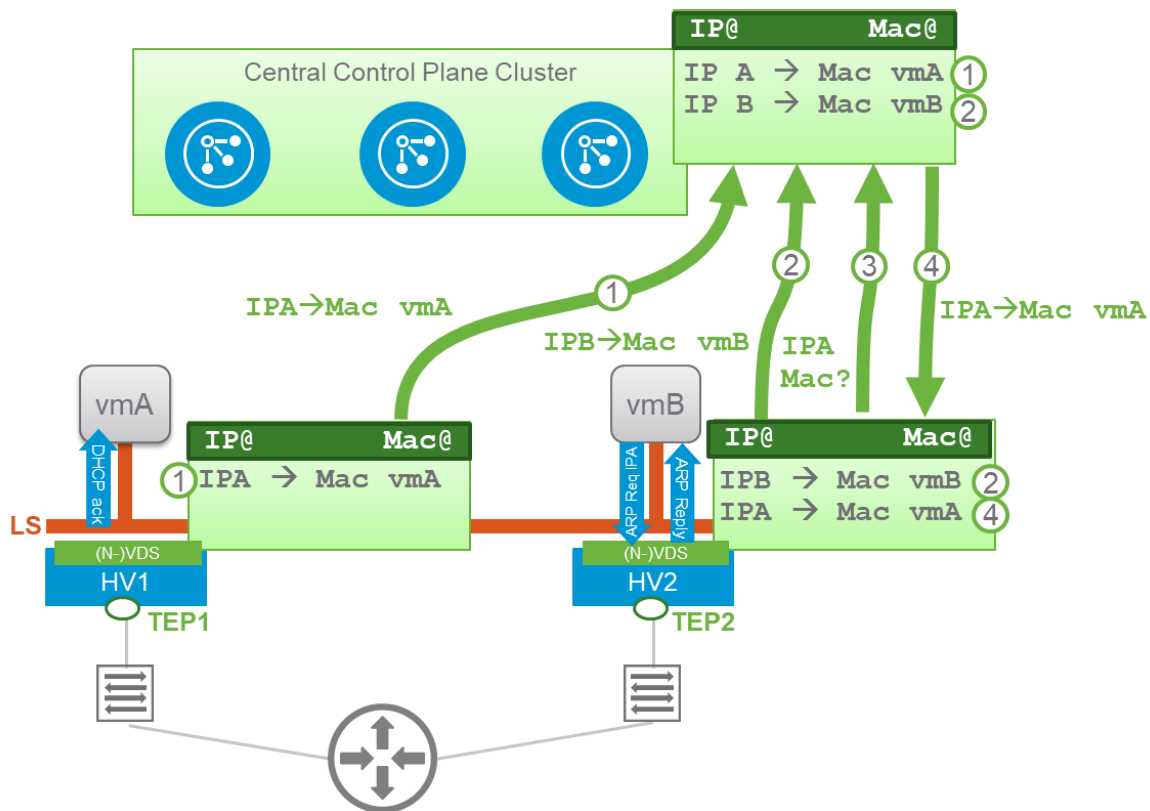 IP@ Mac@
Central Control Plane Cluster
IP A → Mac vmA 1
IP B → Mac vmB 2
2 3 4
1
IPA→Mac vmA
IPA→Mac vmA
IPB→Mac vmB
IPA
Mac?
vmA
vmB
IP@ Mac@
IP@ Mac@
DHCP ack
1 IPA → Mac vmA
ARP Req IPA
ARP Reply
IPB → Mac vmB 2
IPA → Mac vmA 4
LS
(N-)VDS
(N-)VDS
HV1
HV2
TEP1
TEP2